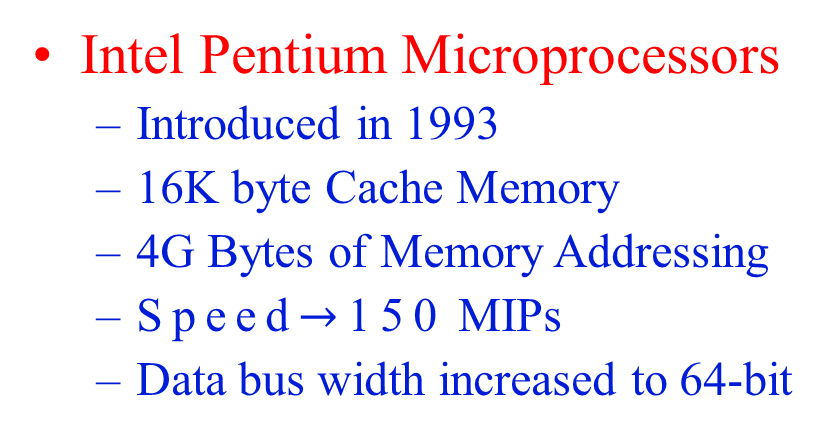 • Intel Pentium Microprocessors
– Introduced in 1993
– 16K byte Cache Memory
– 4G Bytes of Memory Addressing
– S p e e d → 1 5 0 MIPs
– Data bus width increased to 64-bit